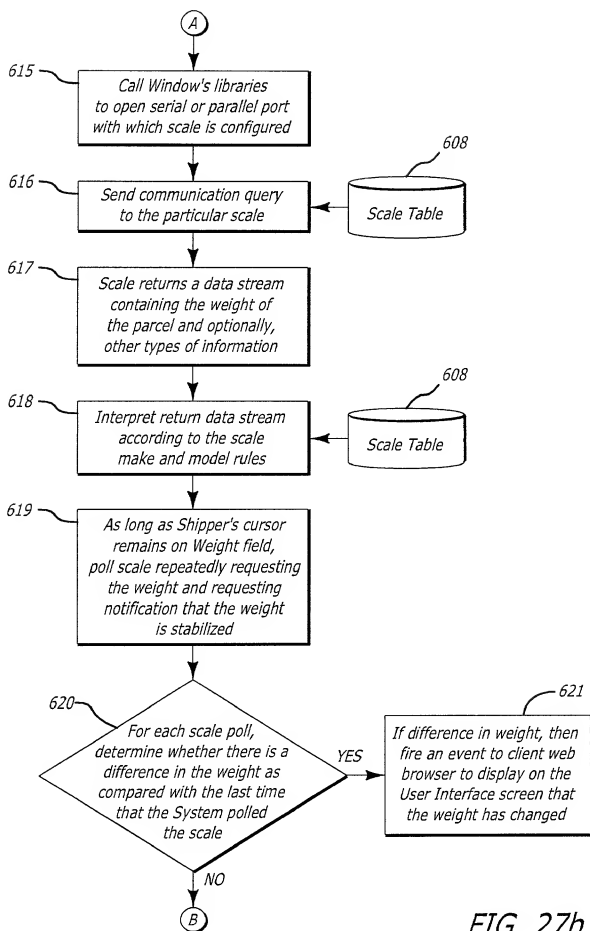 A
615
Call Window's libraries
to open serial or parallel port
with which scale is configured
608
616
Send communication query
to the particular scale
Scale Table
617
Scale returns a data stream
containing the weight of
the parcel and optionally,
other types of information
608
618
Interpret return data stream
according to the scale
make and model rules
Scale Table
619
As long as Shipper's cursor
remains on Weight field,
poll scale repeatedly requesting
the weight and requesting
notification that the weight
is stabilized
620
For each scale poll,
determine whether there is a
difference in the weight as
compared with the last time
that the System polled
the scale
YES
621
If difference in weight, then
fire an event to client web
browser to display on the
User Interface screen that
the weight has changed
NO
B
FIG. 27b